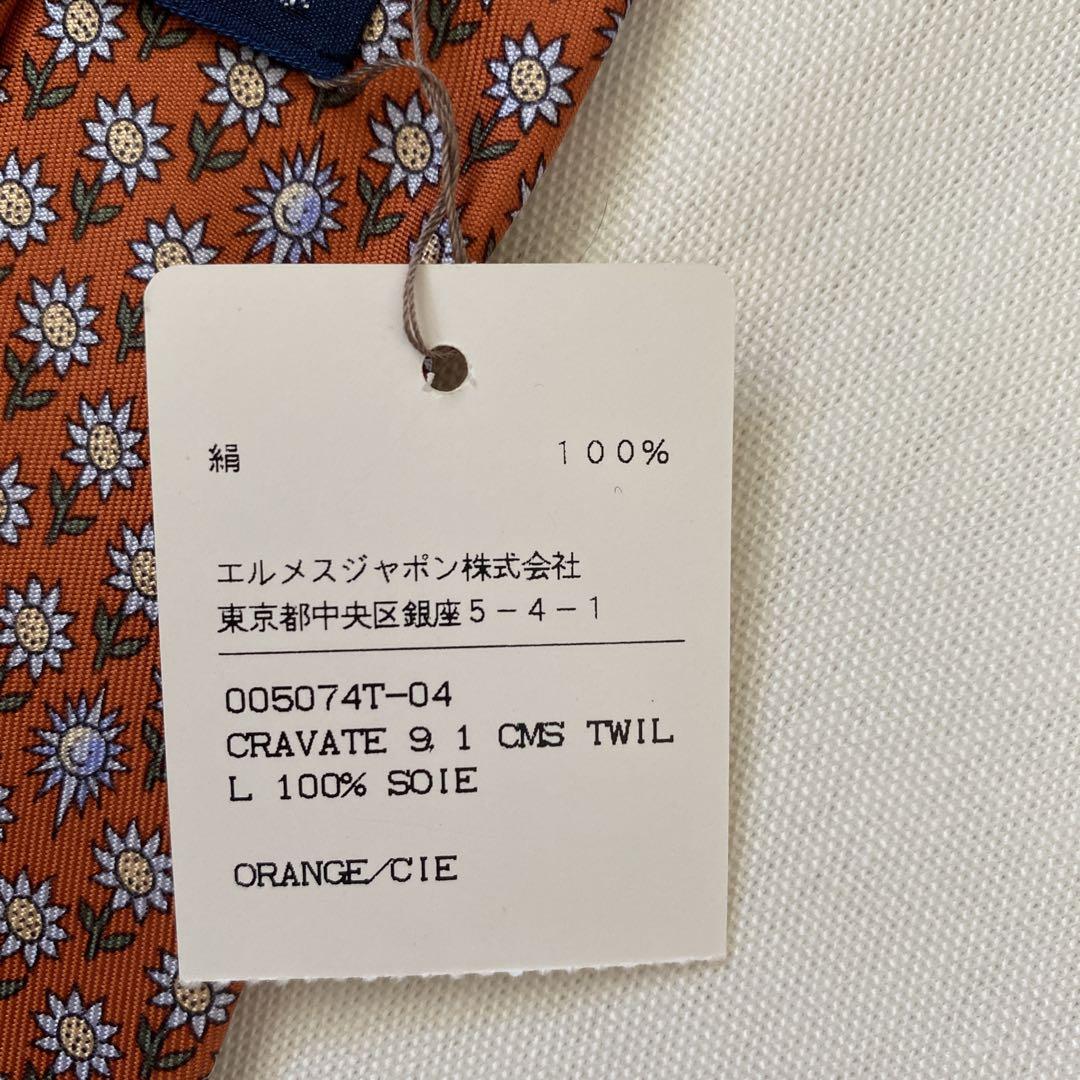 絹 100%
エルメスジャポン株式会社
東京都中央区銀座5-4-1
005074T-04
CRAVATE 9,1 CMS TWIL
L 100% SOIE
ORANGE/CIE